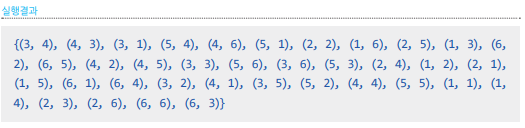 실행결과
{(3, 4), (4, 3), (3, 1), (5, 4), (4, 6), (5, 1), (2, 2), (1, 6), (2, 5), (1, 3), (6,
2), (6, 5), (4, 2), (4, 5), (3, 3), (5, 6), (3, 6), (5, 3), (2, 4), (1, 2), (2, 1),
(1, 5), (6, 1), (6, 4), (3, 2), (4, 1), (3, 5), (5, 2), (4, 4), (5, 5), (1, 1), (1,
4), (2, 3), (2, 6), (6, 6), (6, 3)}